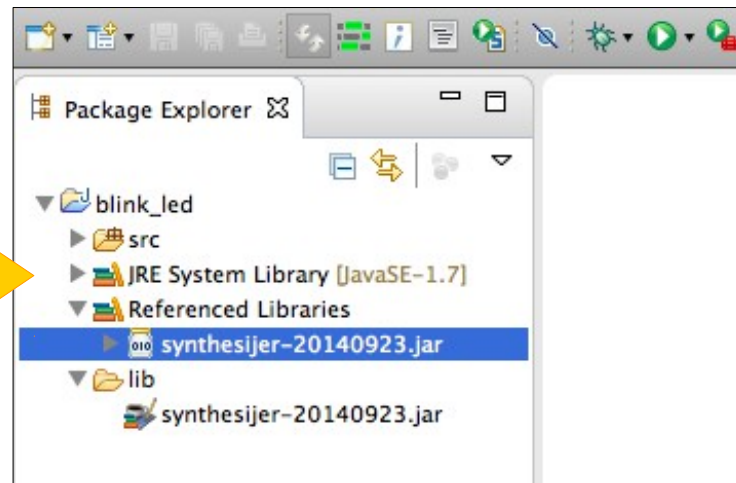 Package Explorer
blink_led
src
JRE System Library [JavaSE-1.7]
Referenced Libraries
010
synthesijer-20140923.jar
lib
synthesijer-20140923.jar